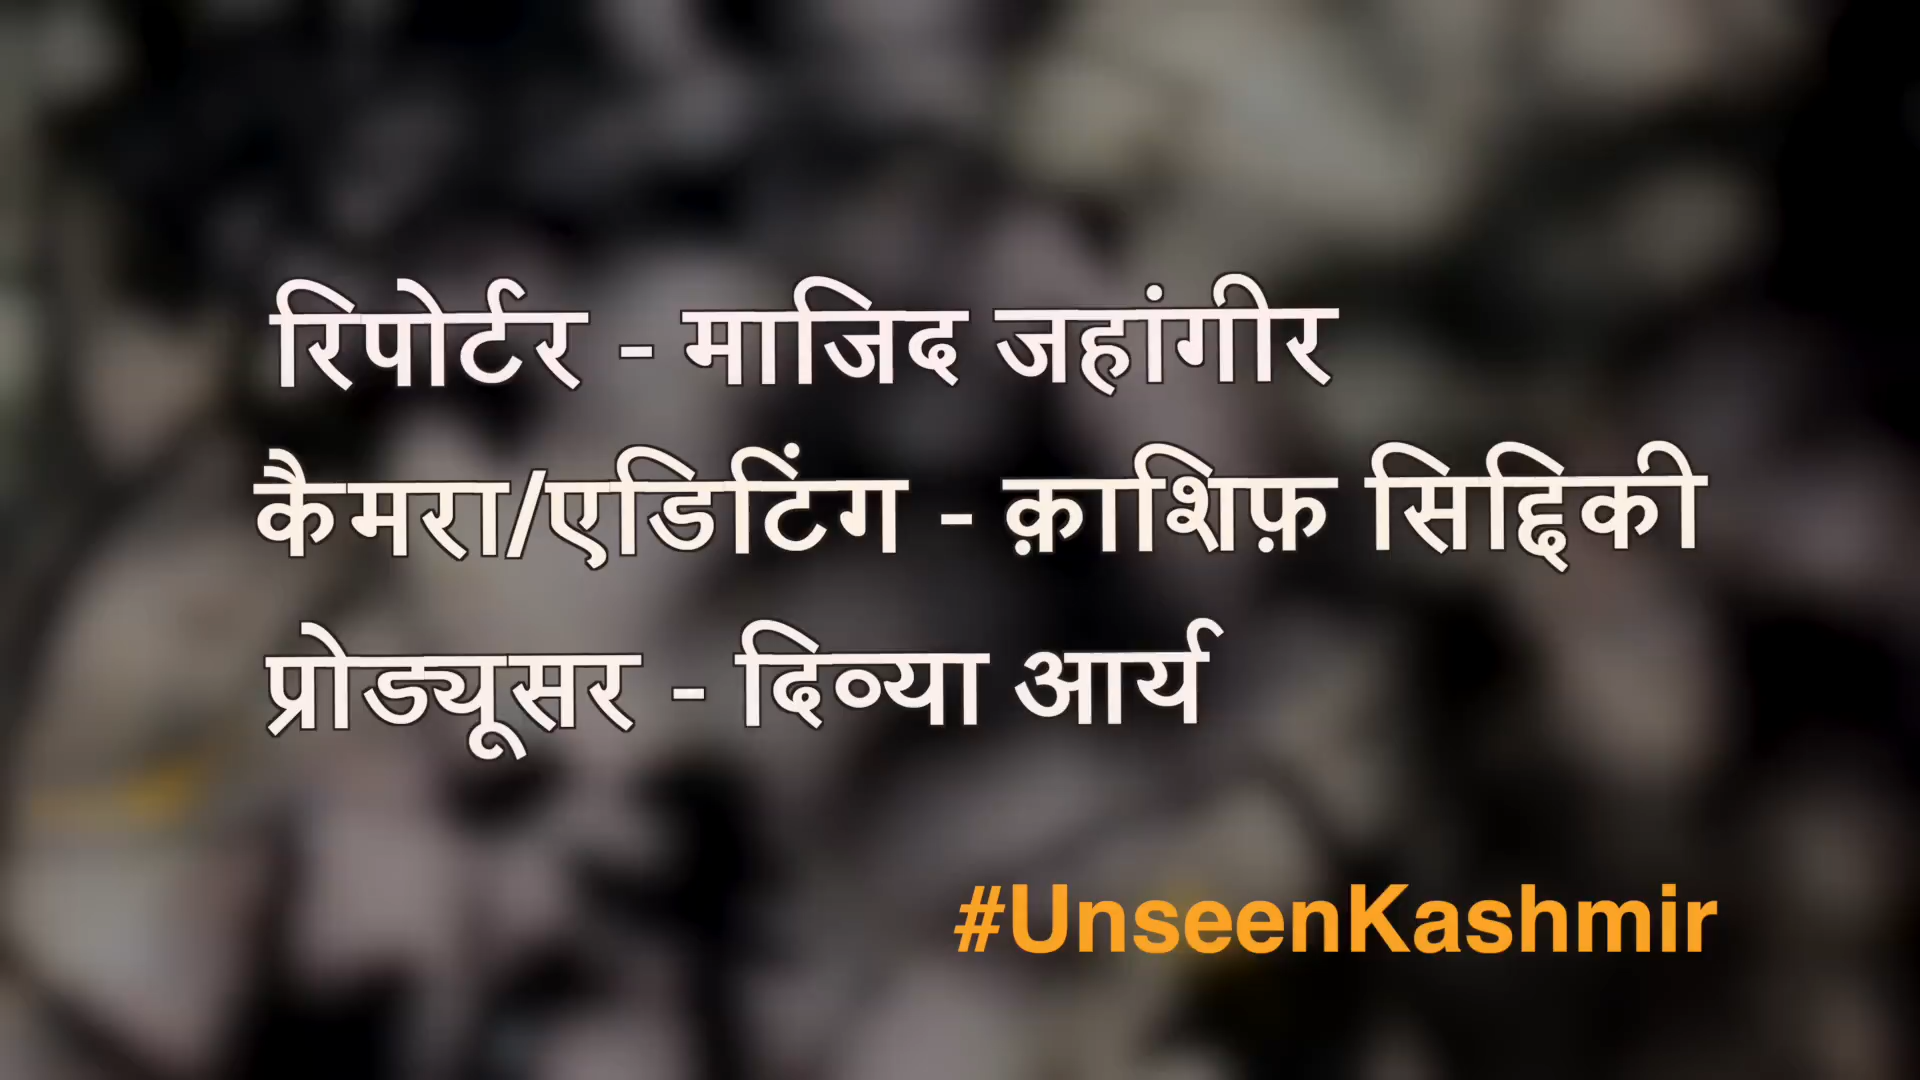 रिपोर्टर - माजिद जहांगीर
कैमरा/एडिटिंग - क़ाशिफ़ सिद्दिकी
प्रोड्यूसर - दिव्या आर्य
#UnseenKashmir